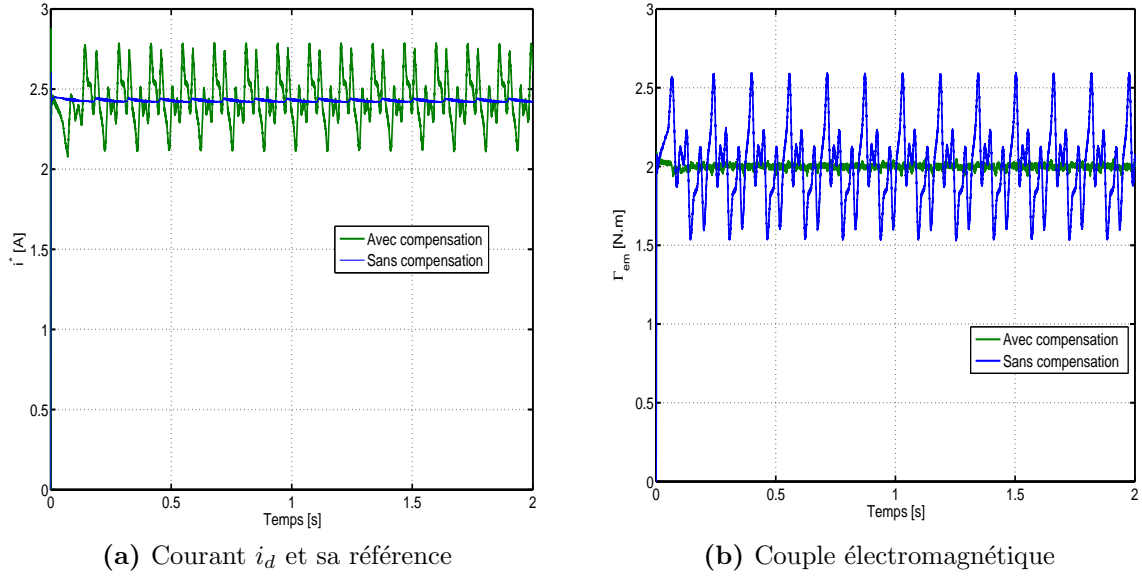 3
2.5
2
1.5
1
0.5
0
i* [A]
0 0.5 1 1.5 2
Temps [s]
Avec compensation
Sans compensation
(a) Courant i_d et sa référence
3
2.5
2
1.5
1
0.5
0
Γem [N.m]
0 0.5 1 1.5 2
Temps [s]
Avec compensation
Sans compensation
(b) Couple électromagnétique